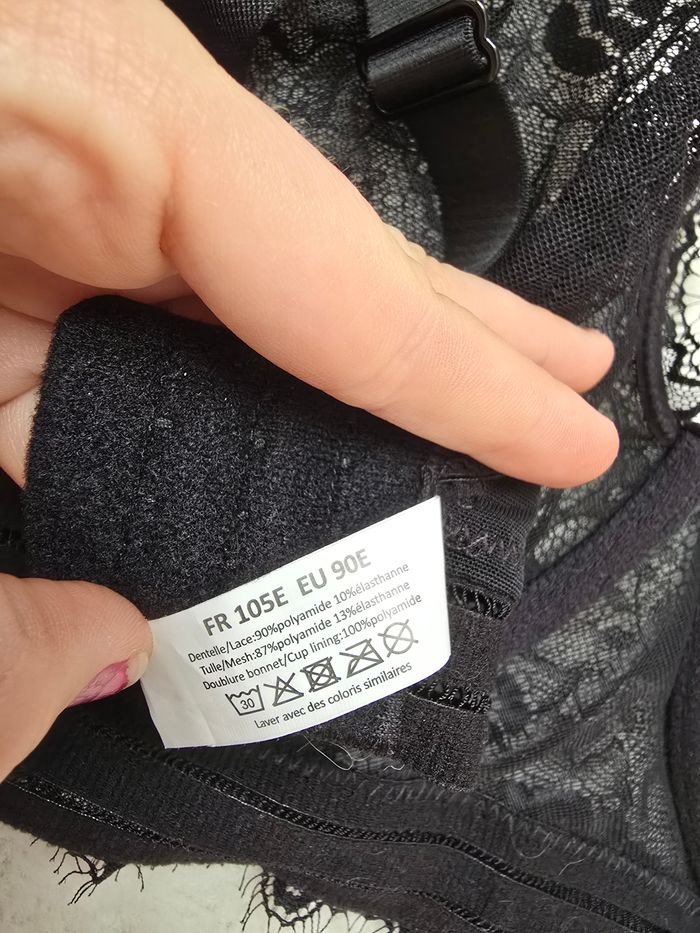 FR 105E EU 90E
Dentelle/Lace:90%polyamide 10%élasthanne
Tulle/Mesh:87%polyamide 13%élasthanne
Doublure bonnet/Cup lining:100%polyamide
30
Laver avec des coloris similaires